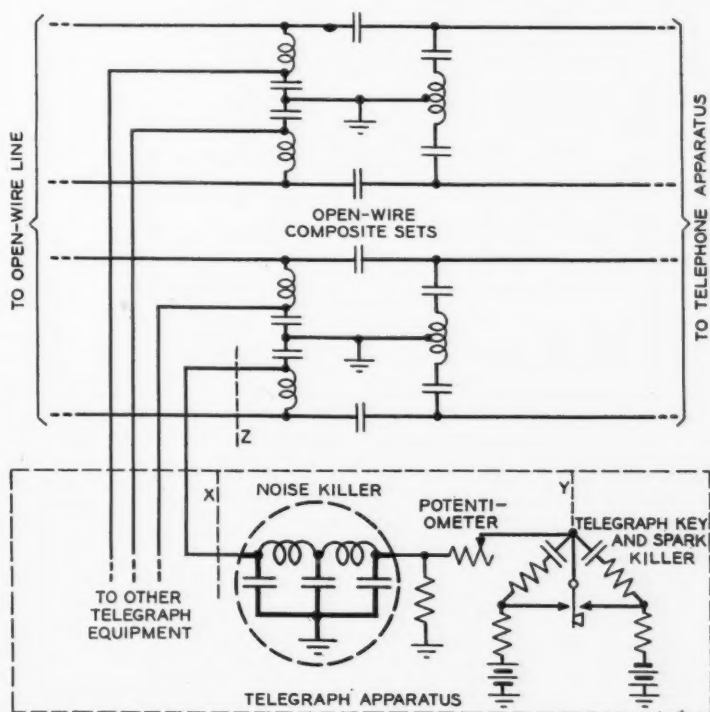 TO OPEN-WIRE LINE
TO TELEPHONE APPARATUS
OPEN-WIRE
COMPOSITE SETS
Z
X
NOISE KILLER
POTENTI-
OMETER
Y
TELEGRAPH KEY
AND SPARK
KILLER
TO OTHER
TELEGRAPH
EQUIPMENT
TELEGRAPH APPARATUS